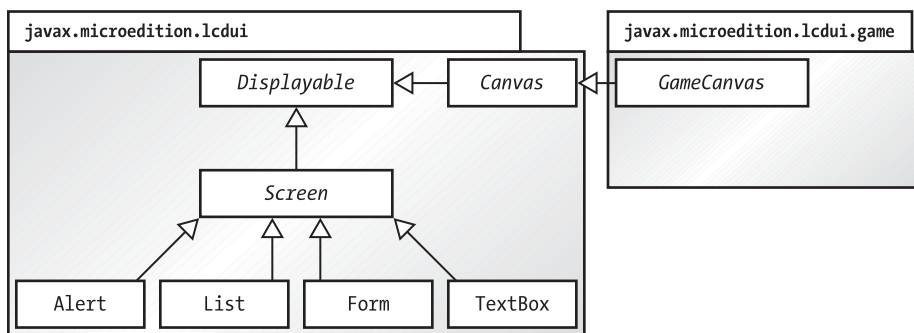 javax.microedition.lcdui
javax.microedition.lcdui.game
Displayable
Canvas
GameCanvas
Screen
Alert
List
Form
TextBox